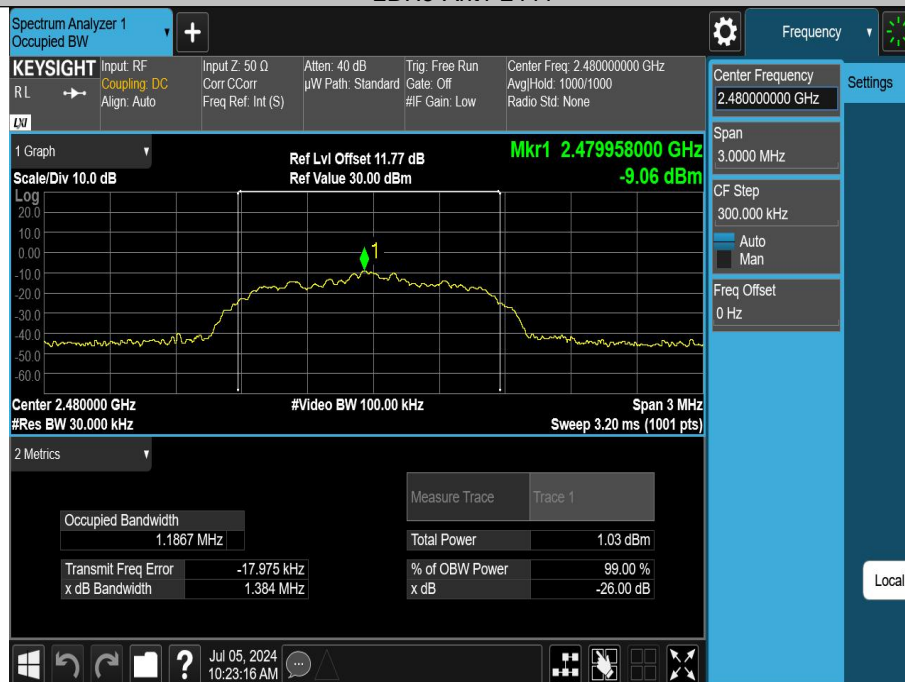 Spectrum Analyzer 1
Occupied BW
+
Frequency
KEYSIGHT
RL
LXI
Input: RF
Coupling: DC
Align: Auto
Input Z: 50 Ω
Corr CCorr
Freq Ref: Int (S)
Atten: 40 dB
µW Path: Standard
Trig: Free Run
Gate: Off
#IF Gain: Low
Center Freq: 2.480000000 GHz
Avg|Hold: 1000/1000
Radio Std: None
Center Frequency
2.480000000 GHz
Settings
Span
3.0000 MHz
CF Step
300.000 kHz
Auto
Man
Freq Offset
0 Hz
Local
1 Graph
Scale/Div 10.0 dB
Ref Lvl Offset 11.77 dB
Ref Value 30.00 dBm
Mkr1 2.479958000 GHz
-9.06 dBm
Log
20.0
10.0
0.00
-10.0
-20.0
-30.0
-40.0
-50.0
-60.0
1
Center 2.480000 GHz
#Res BW 30.000 kHz
#Video BW 100.00 kHz
Span 3 MHz
Sweep 3.20 ms (1001 pts)
2 Metrics
Measure Trace
Trace 1
Occupied Bandwidth
1.1867 MHz
Total Power
1.03 dBm
Transmit Freq Error
-17.975 kHz
% of OBW Power
99.00 %
x dB Bandwidth
1.384 MHz
x dB
-26.00 dB
?
Jul 05, 2024
10:23:16 AM